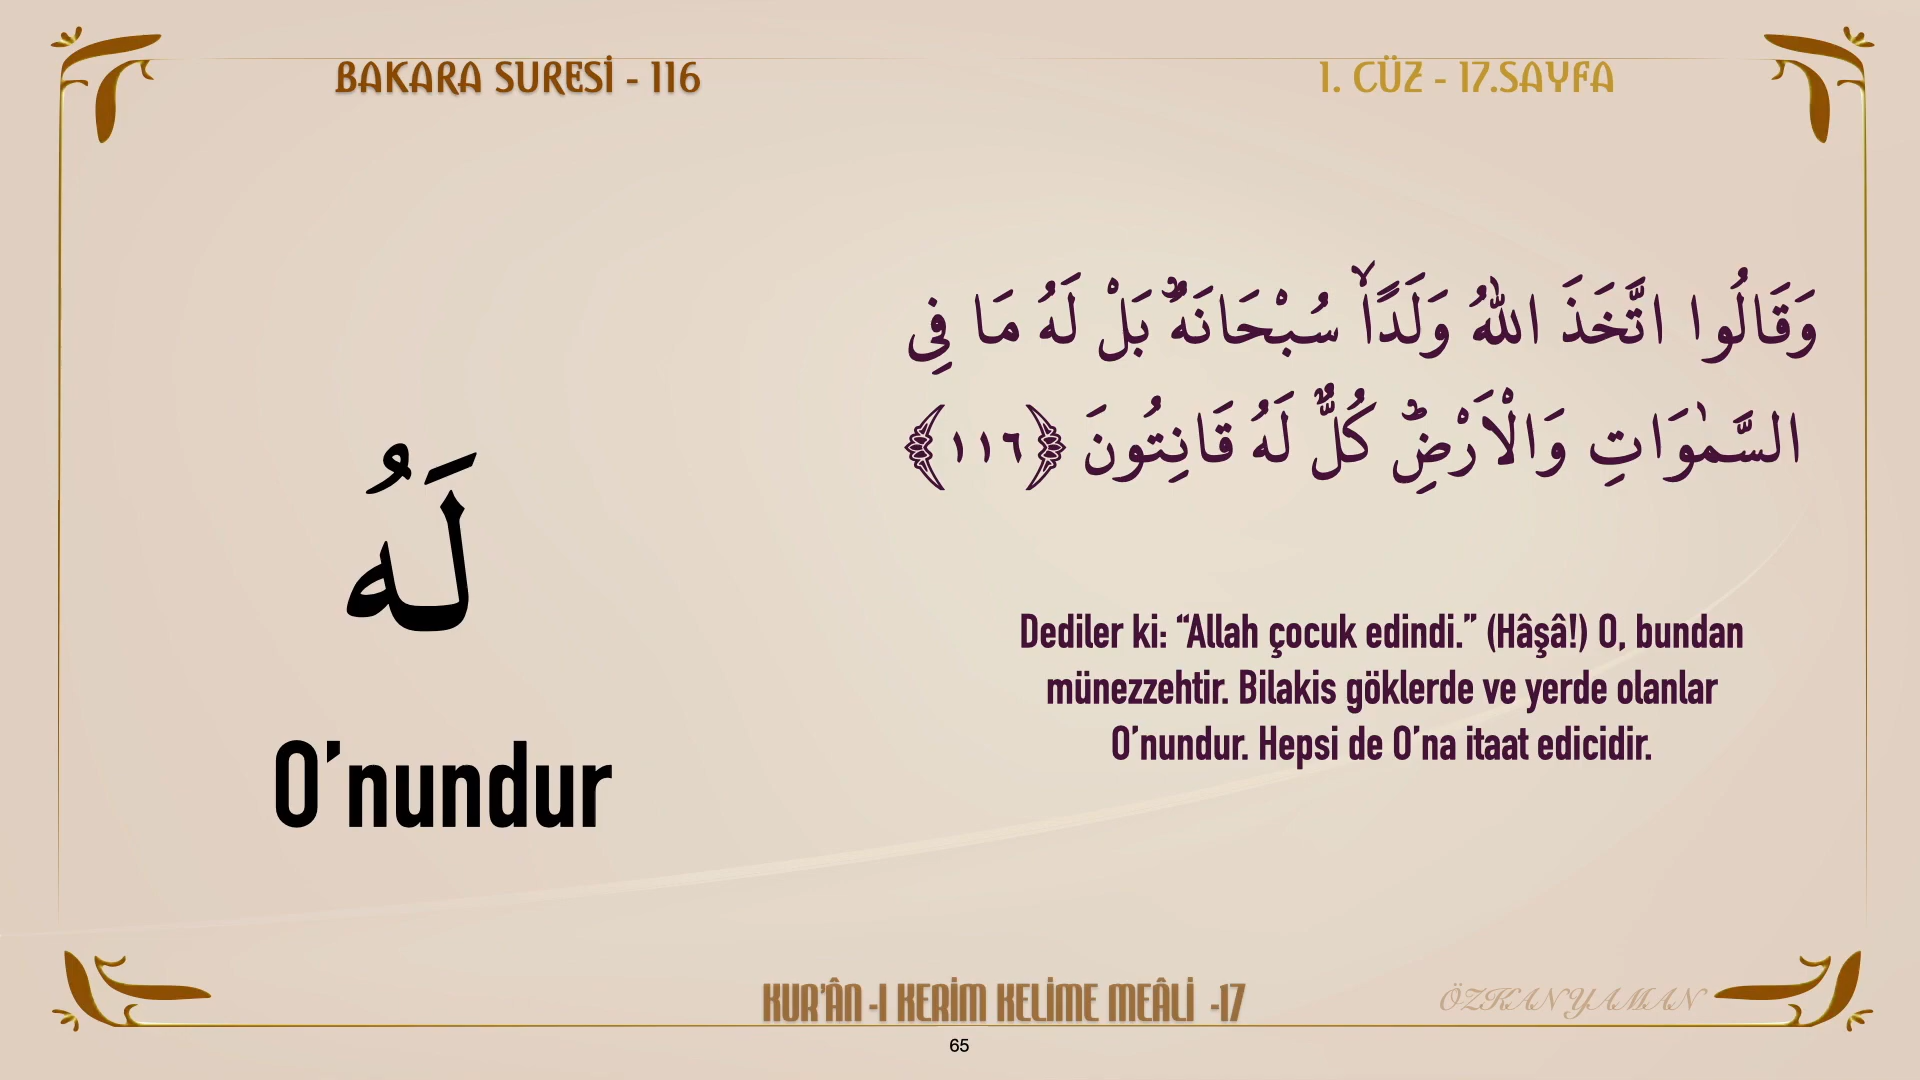 BAKARA SURESİ - 116
1. CÜZ - 17.SAYFA
وَقَالُوا اتَّخَذَ اللّٰهُ وَلَدًاۙ سُبْحَانَهُۜ بَلْ لَهُ مَا فِى
السَّمٰوَاتِ وَالْاَرْضِۜ كُلٌّ لَهُ قَانِتُونَ ﴿١١٦﴾
لَهُ
O’nundur
Dediler ki: “Allah çocuk edindi.” (Hâşâ!) O, bundan
münezzehtir. Bilakis göklerde ve yerde olanlar
O’nundur. Hepsi de O’na itaat edicidir.
KUR’ÂN -I KERİM KELİME MEÂLİ -17
ÖZKAN YAMAN
65